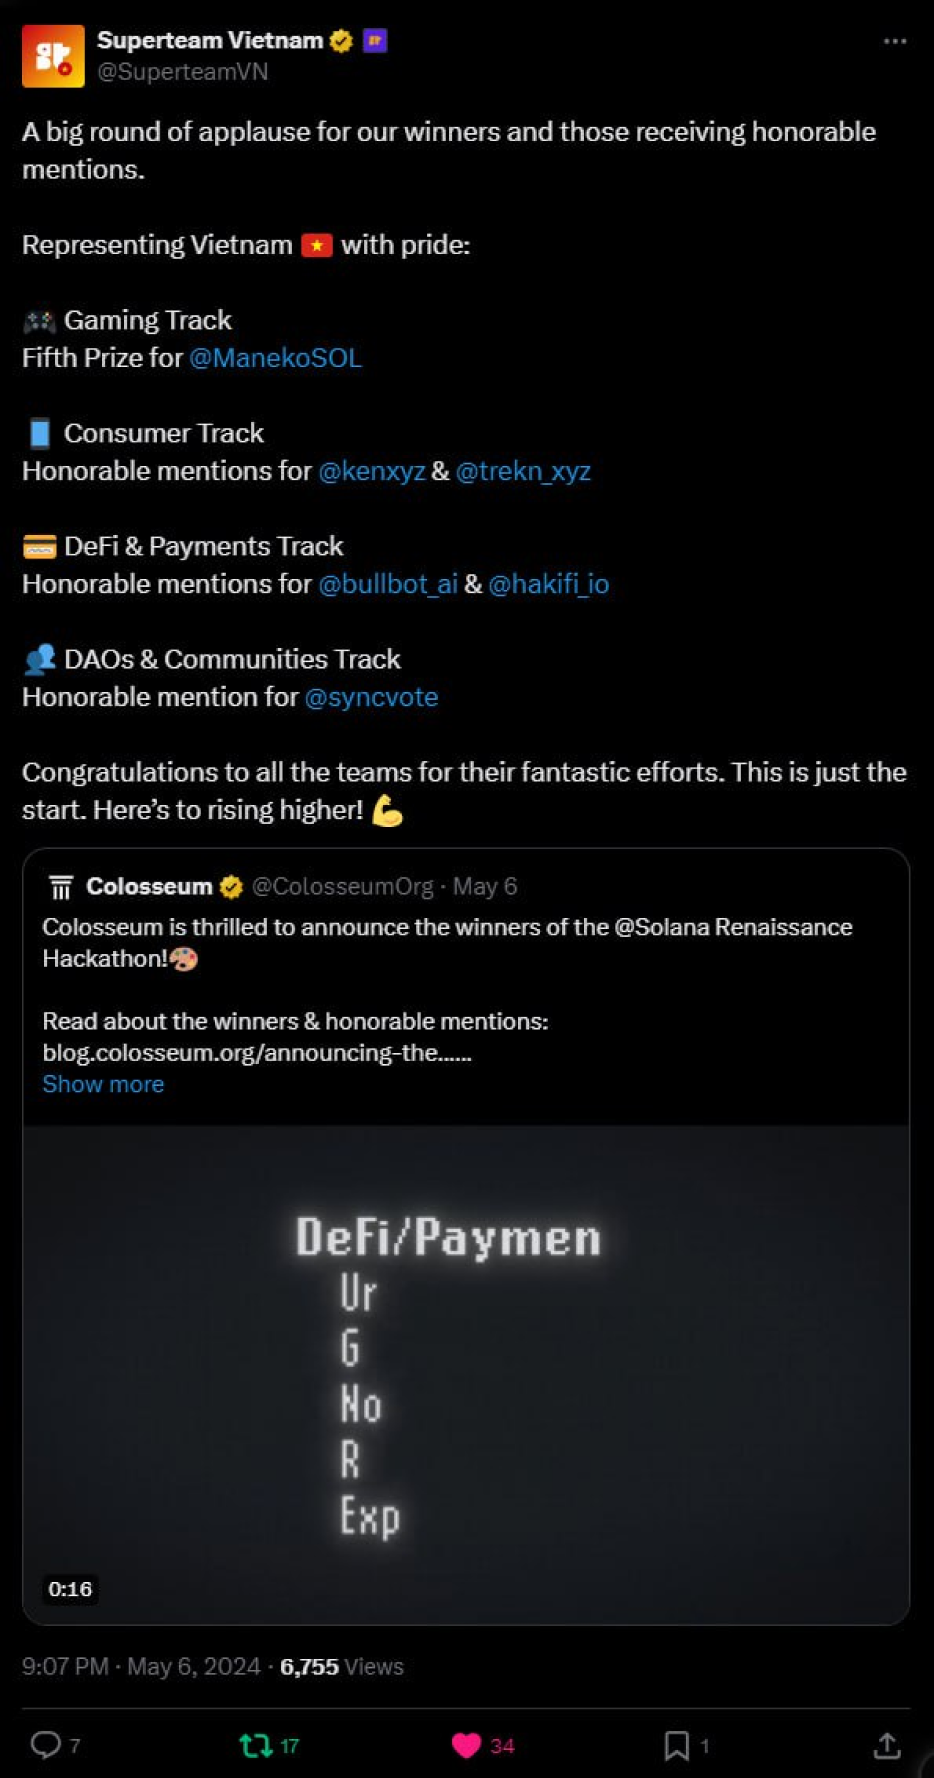 Superteam Vietnam
@SuperteamVN
A big round of applause for our winners and those receiving honorable
mentions.
Representing Vietnam 🇻🇳 with pride:
🎮 Gaming Track
Fifth Prize for @ManekoSOL
📱 Consumer Track
Honorable mentions for @kenxyz & @trekn_xyz
💳 DeFi & Payments Track
Honorable mentions for @bullbot_ai & @hakifi_io
👥 DAOs & Communities Track
Honorable mention for @syncvote
Congratulations to all the teams for their fantastic efforts. This is just the
start. Here’s to rising higher! 💪
Colosseum @ColosseumOrg · May 6
Colosseum is thrilled to announce the winners of the @Solana Renaissance
Hackathon!🎨
Read about the winners & honorable mentions:
blog.colosseum.org/announcing-the......
Show more
DeFi/Paymen
Ur
G
No
R
Exp
0:16
9:07 PM · May 6, 2024 · 6,755 Views
7 17 34 1